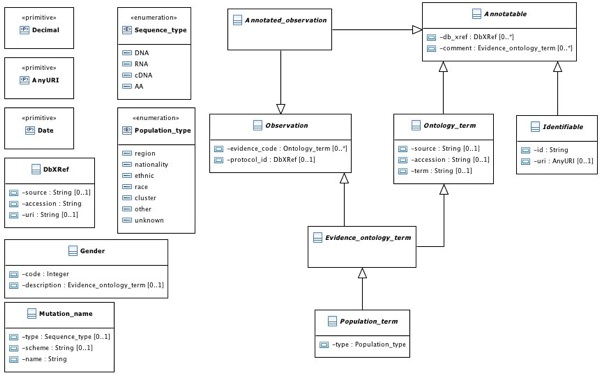 «primitive»
Decimal
«primitive»
AnyURI
«primitive»
Date
«enumeration»
Sequence_type
DNA
RNA
cDNA
AA
«enumeration»
Population_type
region
nationality
ethnic
race
cluster
other
unknown
DbXRef
-source : String [0..1]
-accession : String
-uri : String [0..1]
Gender
-code : Integer
-description : Evidence_ontology_term [0..1]
Mutation_name
-type : Sequence_type [0..1]
-scheme : String [0..1]
-name : String
Annotated_observation
Annotatable
-db_xref : DbXRef [0..*]
-comment : Evidence_ontology_term [0..*]
Observation
-evidence_code : Ontology_term [0..*]
-protocol_id : DbXRef [0..1]
Ontology_term
-source : String [0..1]
-accession : String [0..1]
-term : String [0..1]
Identifiable
-id : String
-uri : AnyURI [0..1]
Evidence_ontology_term
Population_term
-type : Population_type